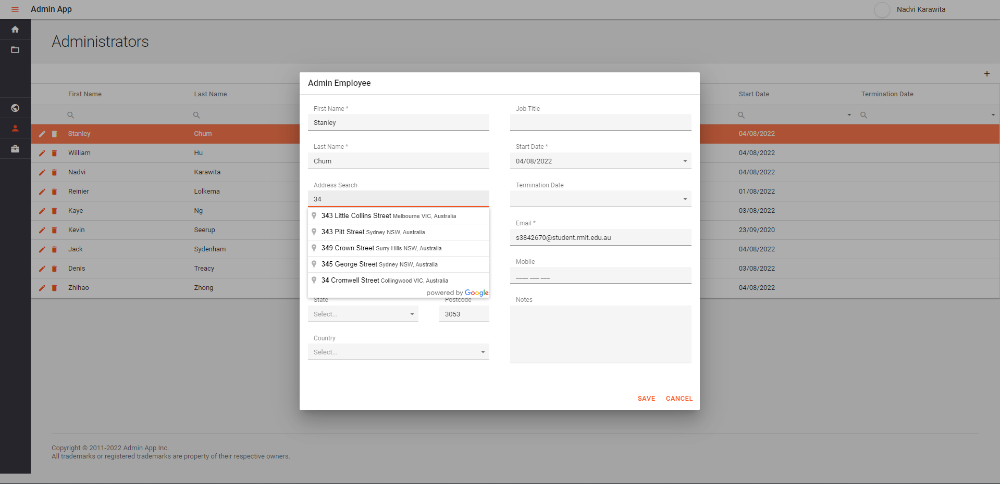 Admin App
Nadvi Karawita
Administrators
First Name
Last Name
Start Date
Termination Date
Stanley
Chum
04/08/2022
William
Hu
04/08/2022
Nadvi
Karawita
04/08/2022
Reinier
Lolkema
01/08/2022
Kaye
Ng
03/08/2022
Kevin
Seerup
23/09/2020
Jack
Sydenham
04/08/2022
Denis
Treacy
03/08/2022
Zhihao
Zhong
04/08/2022
Admin Employee
First Name *
Stanley
Last Name *
Chum
Address Search
34
343 Little Collins Street Melbourne VIC, Australia
343 Pitt Street Sydney NSW, Australia
349 Crown Street Surry Hills NSW, Australia
345 George Street Sydney NSW, Australia
34 Cromwell Street Collingwood VIC, Australia
powered by Google
State
Select...
Postcode
3053
Country
Select...
Job Title
Start Date *
04/08/2022
Termination Date
Email *
s3842670@student.rmit.edu.au
Mobile
____ ___ ___
Notes
SAVE
CANCEL
Copyright © 2011-2022 Admin App Inc.
All trademarks or registered trademarks are property of their respective owners.